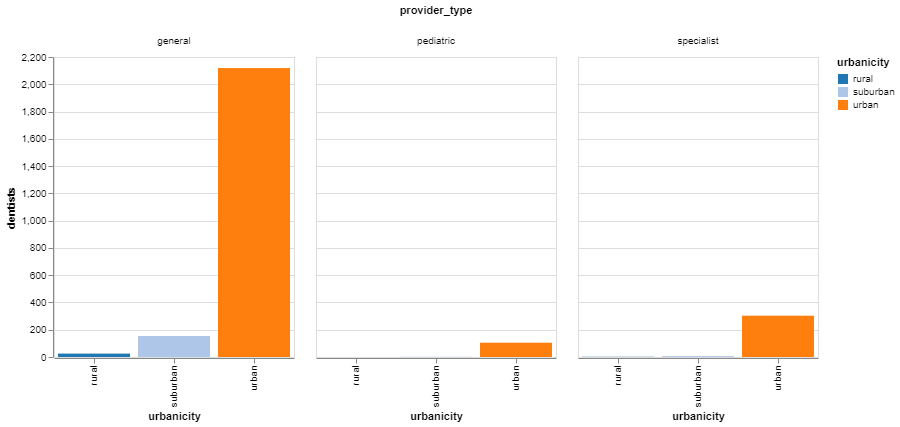 provider_type
general
pediatric
specialist
dentists
2,200
2,000
1,800
1,600
1,400
1,200
1,000
800
600
400
200
0
rural
suburban
urban
urbanicity
rural
suburban
urban
urbanicity
rural
suburban
urban
urbanicity
urbanicity
rural
suburban
urban